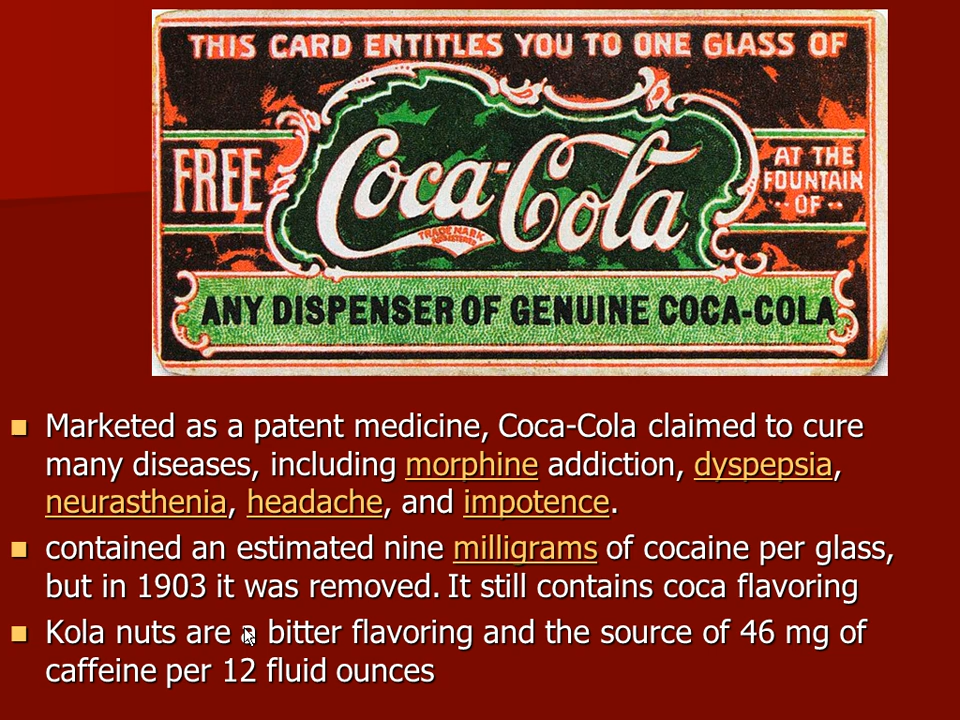 THIS CARD ENTITLES YOU TO ONE GLASS OF
FREE
Coca-Cola
TRADE MARK
REGISTERED
AT THE
FOUNTAIN
OF
ANY DISPENSER OF GENUINE COCA-COLA
Marketed as a patent medicine, Coca-Cola claimed to cure
many diseases, including morphine addiction, dyspepsia,
neurasthenia, headache, and impotence.
contained an estimated nine milligrams of cocaine per glass,
but in 1903 it was removed. It still contains coca flavoring
Kola nuts are a bitter flavoring and the source of 46 mg of
caffeine per 12 fluid ounces